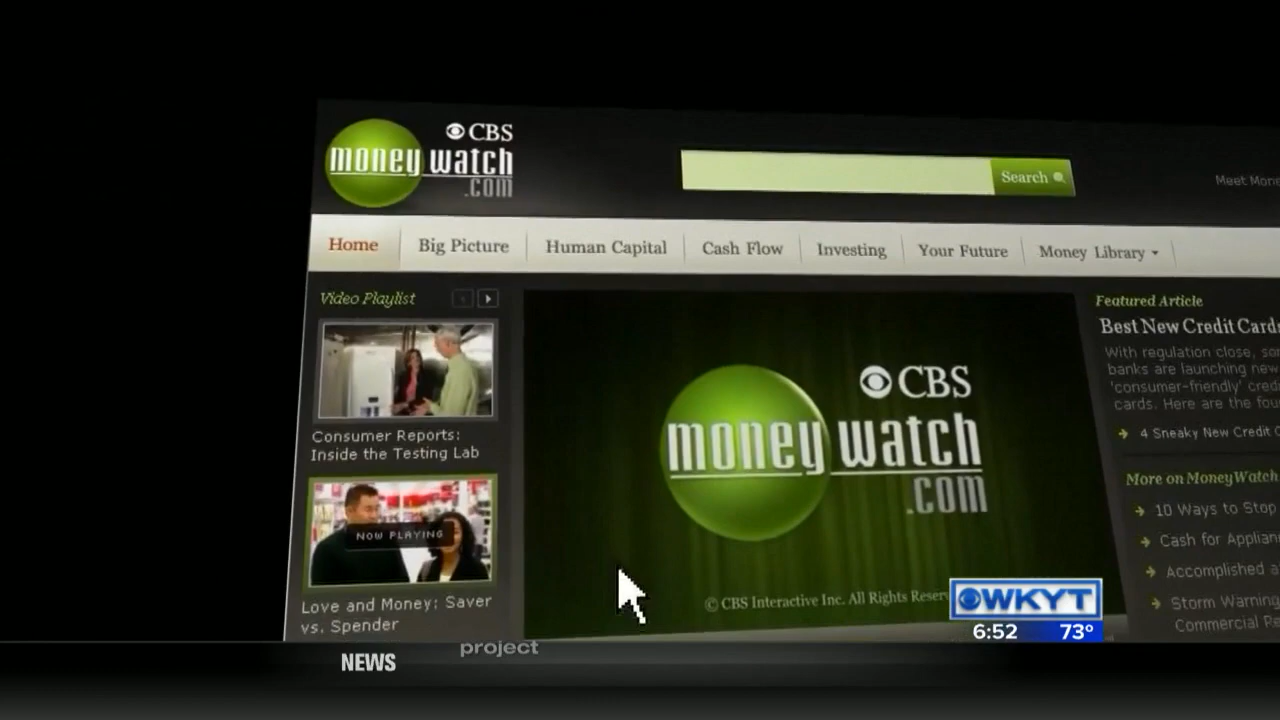 CBS
money watch
.com
Search
Meet Mon
Home
Big Picture
Human Capital
Cash Flow
Investing
Your Future
Money Library
Video Playlist
Consumer Reports:
Inside the Testing Lab
NOW PLAYING
Love and Money: Saver
vs. Spender
CBS
money watch
.com
© CBS Interactive Inc. All Rights Reserv
Featured Article
Best New Credit Cards
With regulation close, so
banks are launching new
'consumer-friendly' cred
cards. Here are the fou
4 Sneaky New Credit C
More on MoneyWatch
10 Ways to Stop
Cash for Applian
Accomplished a
Storm Warning
Commercial Re
WKYT
6:52 73°
project
NEWS